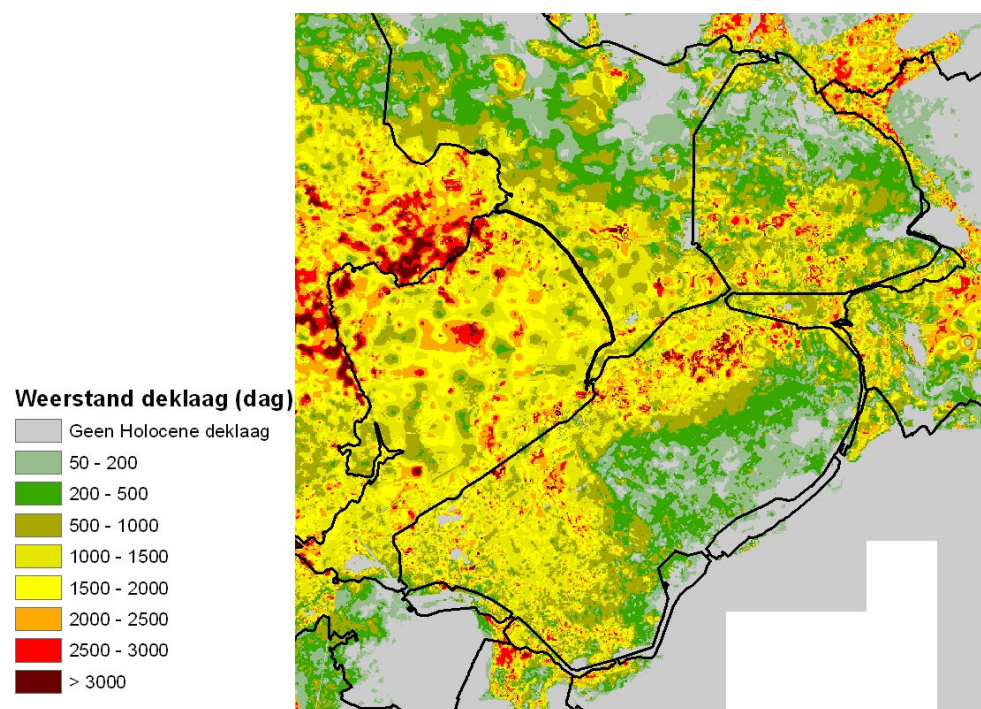 Weerstand deklaag (dag)
Geen Holocene deklaag
50 - 200
200 - 500
500 - 1000
1000 - 1500
1500 - 2000
2000 - 2500
2500 - 3000
> 3000